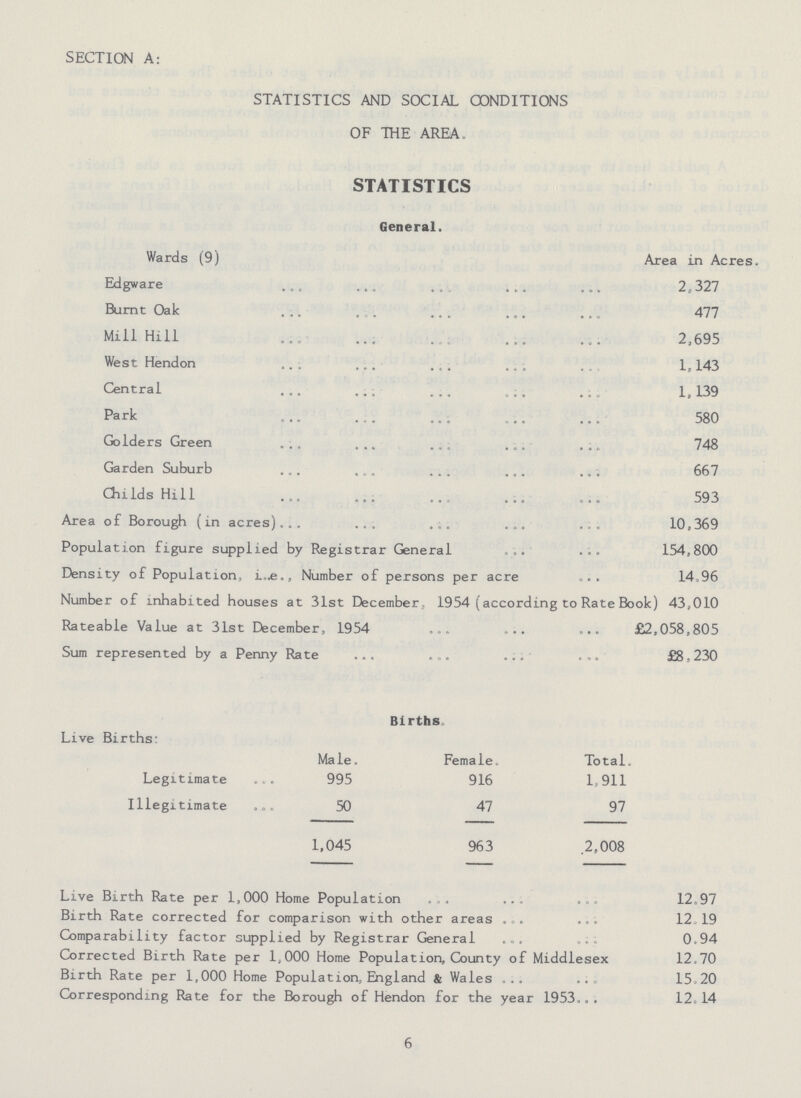 SECTION A:
STATISTICS AND SOCIAL CONDITIONS
OF THE AREA.
STATISTICS
General.
Wards (9) Area in Acres.
Edgware ... ... ... ... ... 2,327
Burnt Oak ... ... ... ... ... 477
Mill Hill ... ... ... ... ... 2,695
West Hendon ... ... ... ... ... 1,143
Central ... ... ... ... ... 1,139
Park ... ... ... ... ... 580
Golders Green ... ... ... ... ... 748
Garden Suburb ... ... ... ... ... 667
Childs Hill ... ... ... ... ... 593
Area of Borough (in acres)... ... ... ... ... 10,369
Population figure supplied by Registrar General ... ... 154,800
Density of Population, i.e., Number of persons per acre ... 14.96
Number of inhabited houses at 31st December, 1954 (according to Rate Book) 43,010
Rateable Value at 31st December, 1954 ... ... ... £2,058,805
Sum represented by a Penny Rate ... ... ... ... £8,230
Births.
Live Births:
Male. Female. Total.
Legitimate ... 995 916 1,911
Illegitimate ... 50 47 97
1,045 963 2,008
Live Birth Rate per 1,000 Home Population ... ... ... 12.97
Birth Rate corrected for comparison with other areas ... ... 12.19
Comparability factor supplied by Registrar General ... ... 0.94
Corrected Birth Rate per 1,000 Home Population, County of Middlesex 12.70
Birth Rate per 1,000 Home Population, England & Wales ... ... 15.20
Corresponding Rate for the Borough of Hendon for the year 1953... 12.14
6